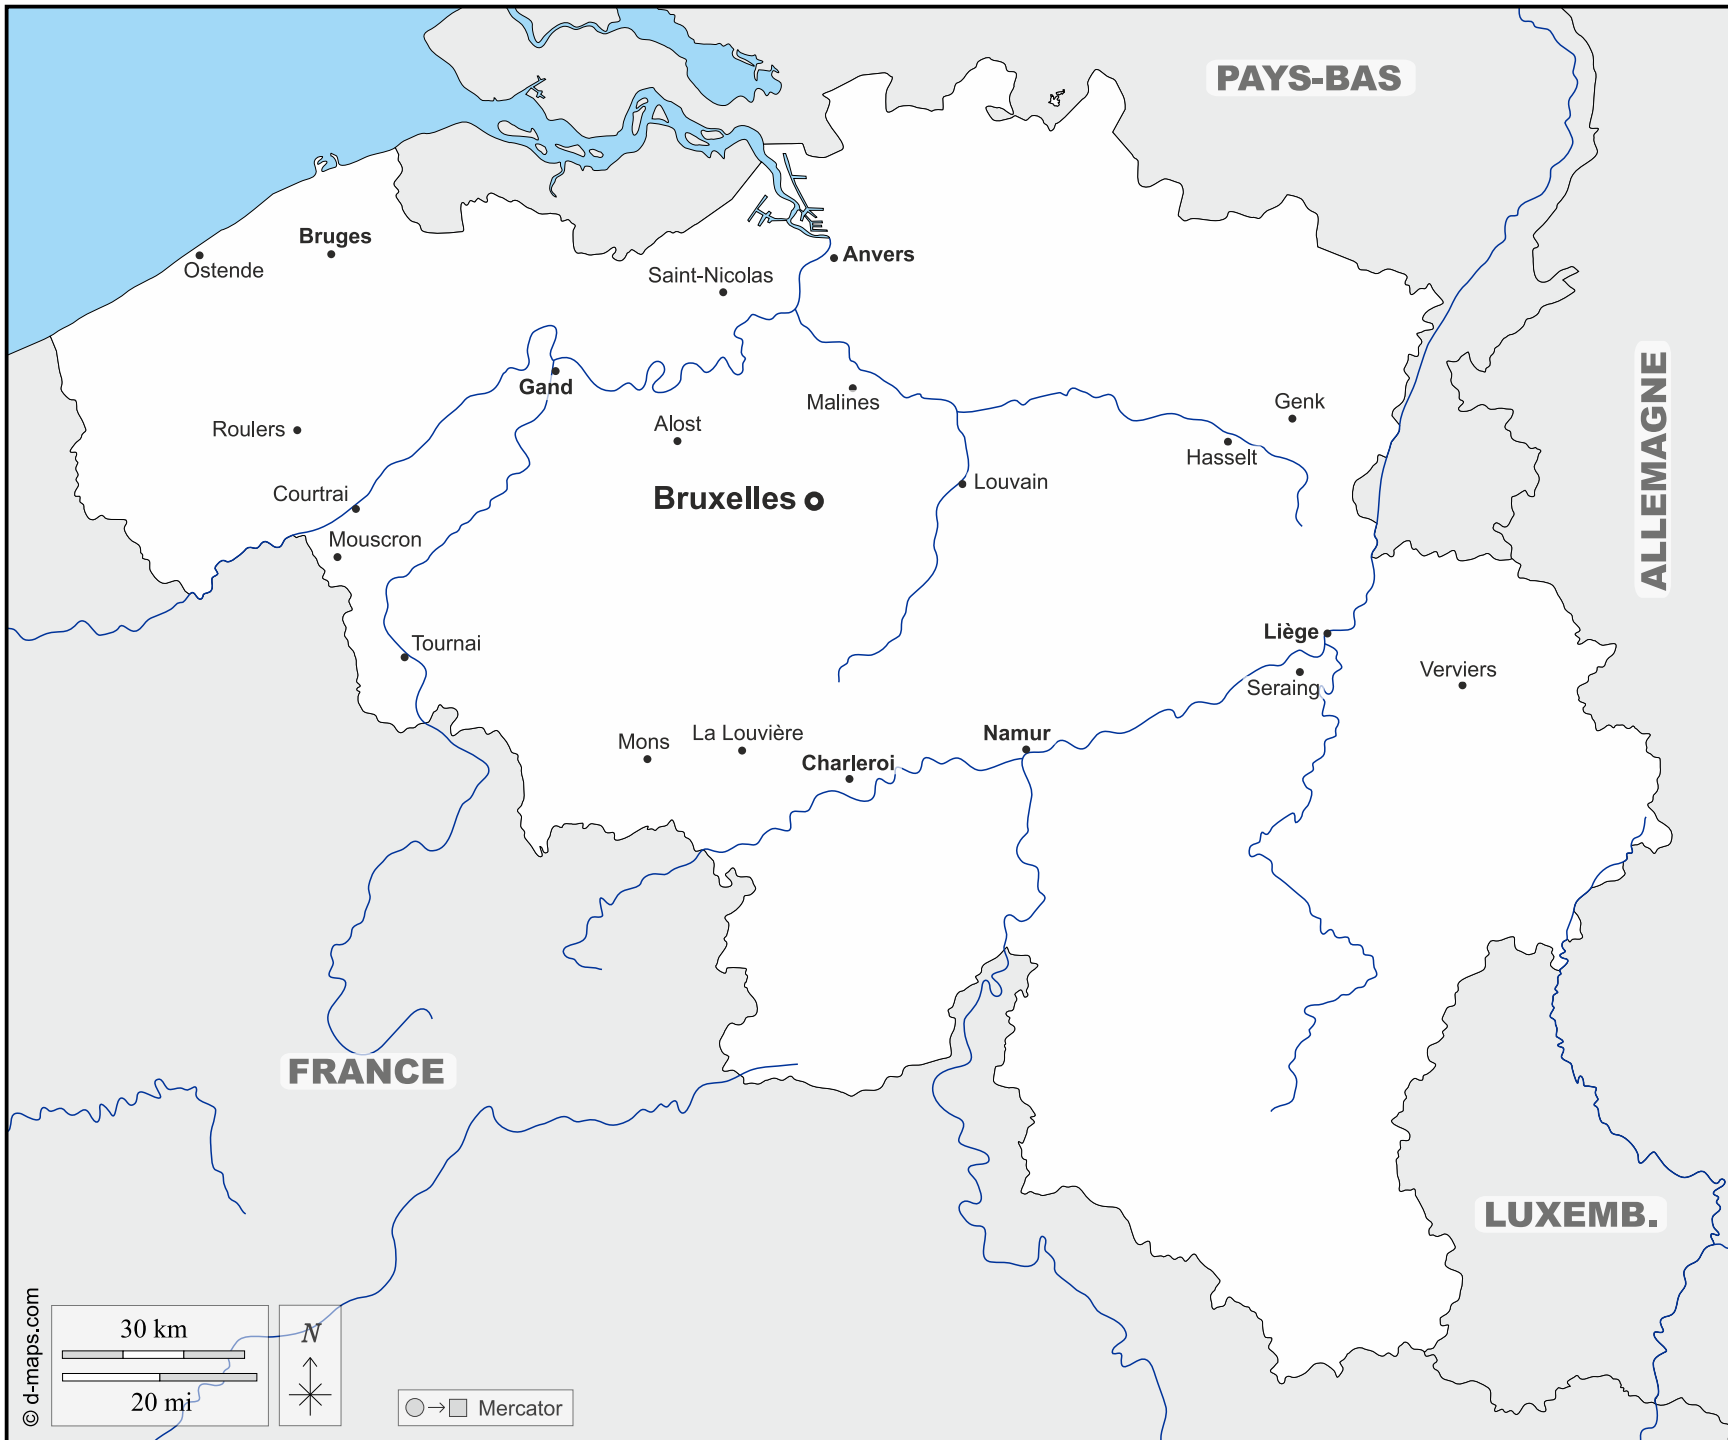 PAYS-BAS
Bruges
Anvers
Ostende
Saint-Nicolas
Gand
Malines
Genk
ALLEMAGNE
Roulers
Alost
Hasselt
Courtrai
Bruxelles
Louvain
Mouscron
Liège
Tournai
Seraing
Verviers
Mons
La Louvière
Charleroi
Namur
FRANCE
LUXEMB.
© d-maps.com
30 km
20 mi
N
Mercator